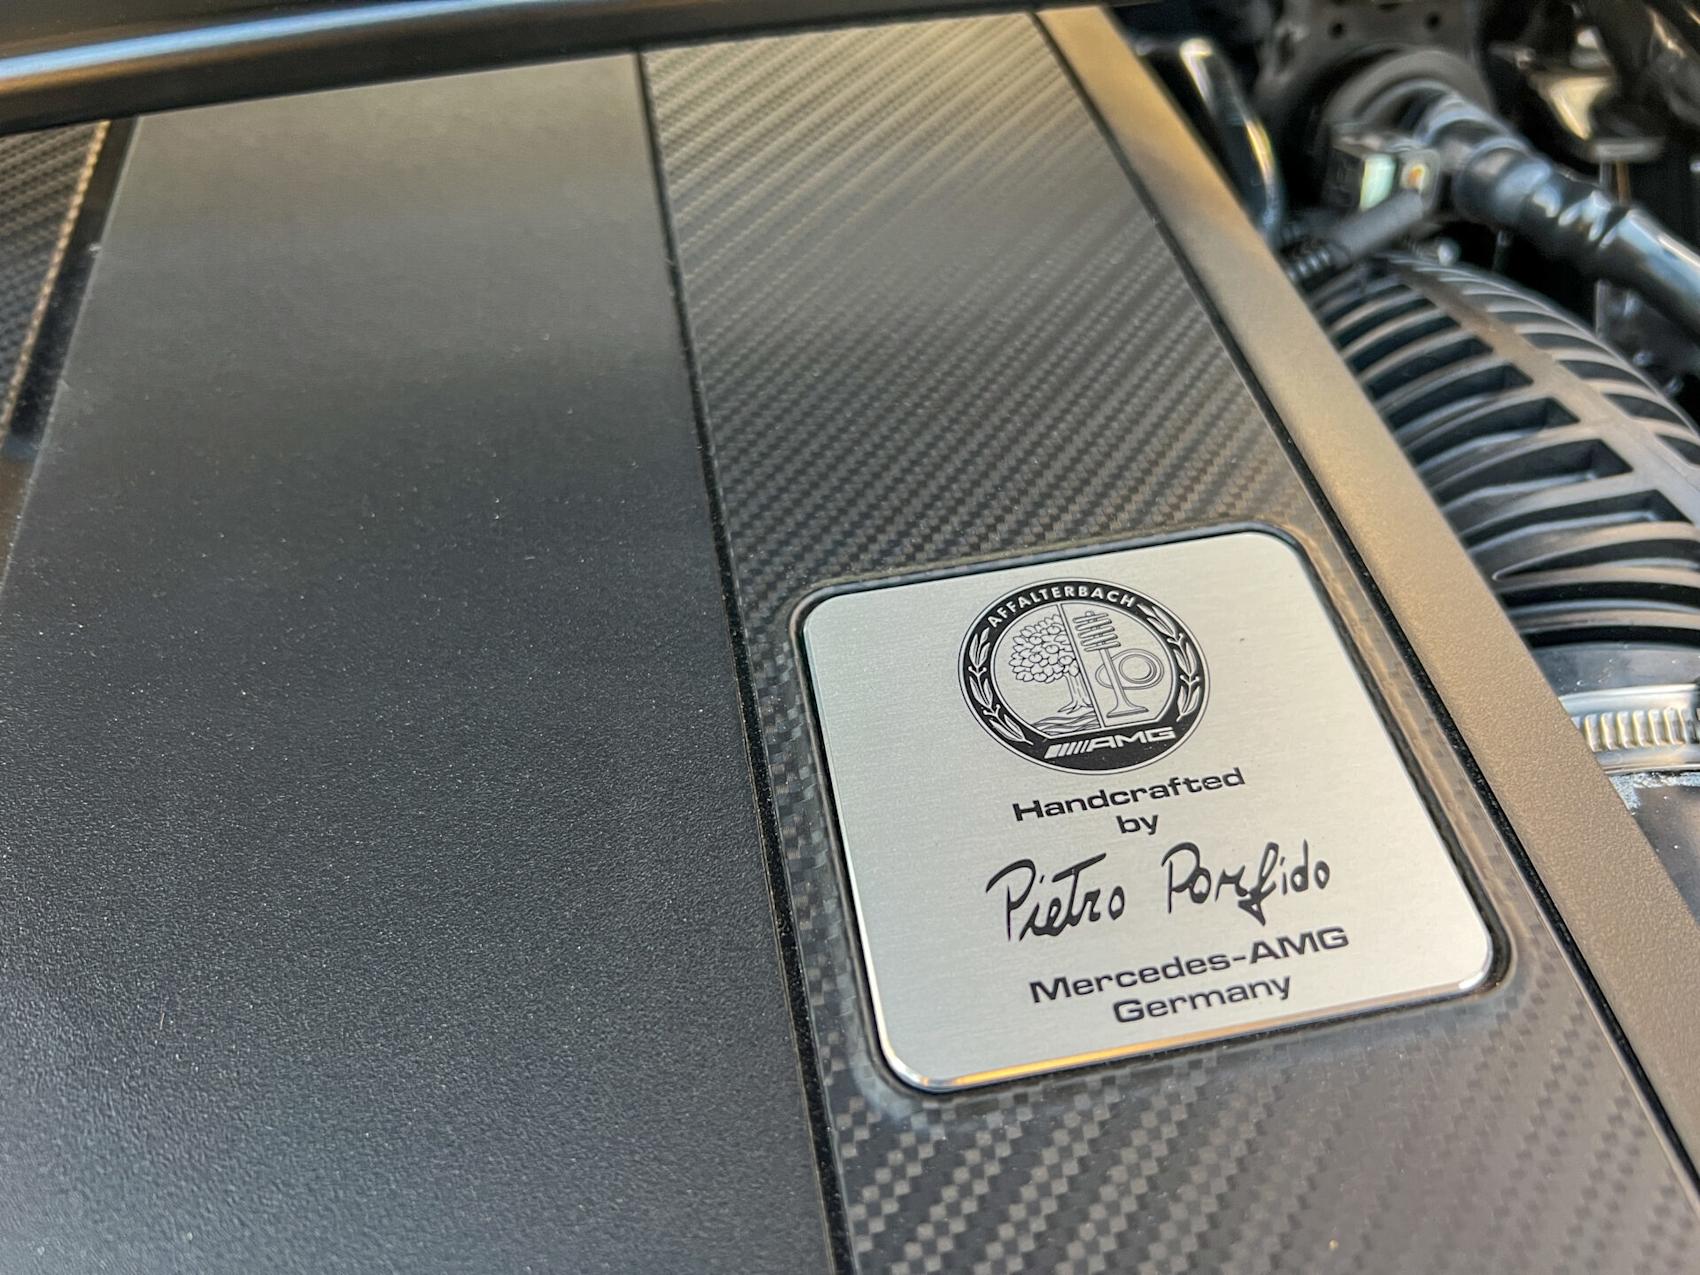 AFFALTERBACH
AMG
Handcrafted
by
Pietro Porfido
Mercedes-AMG
Germany